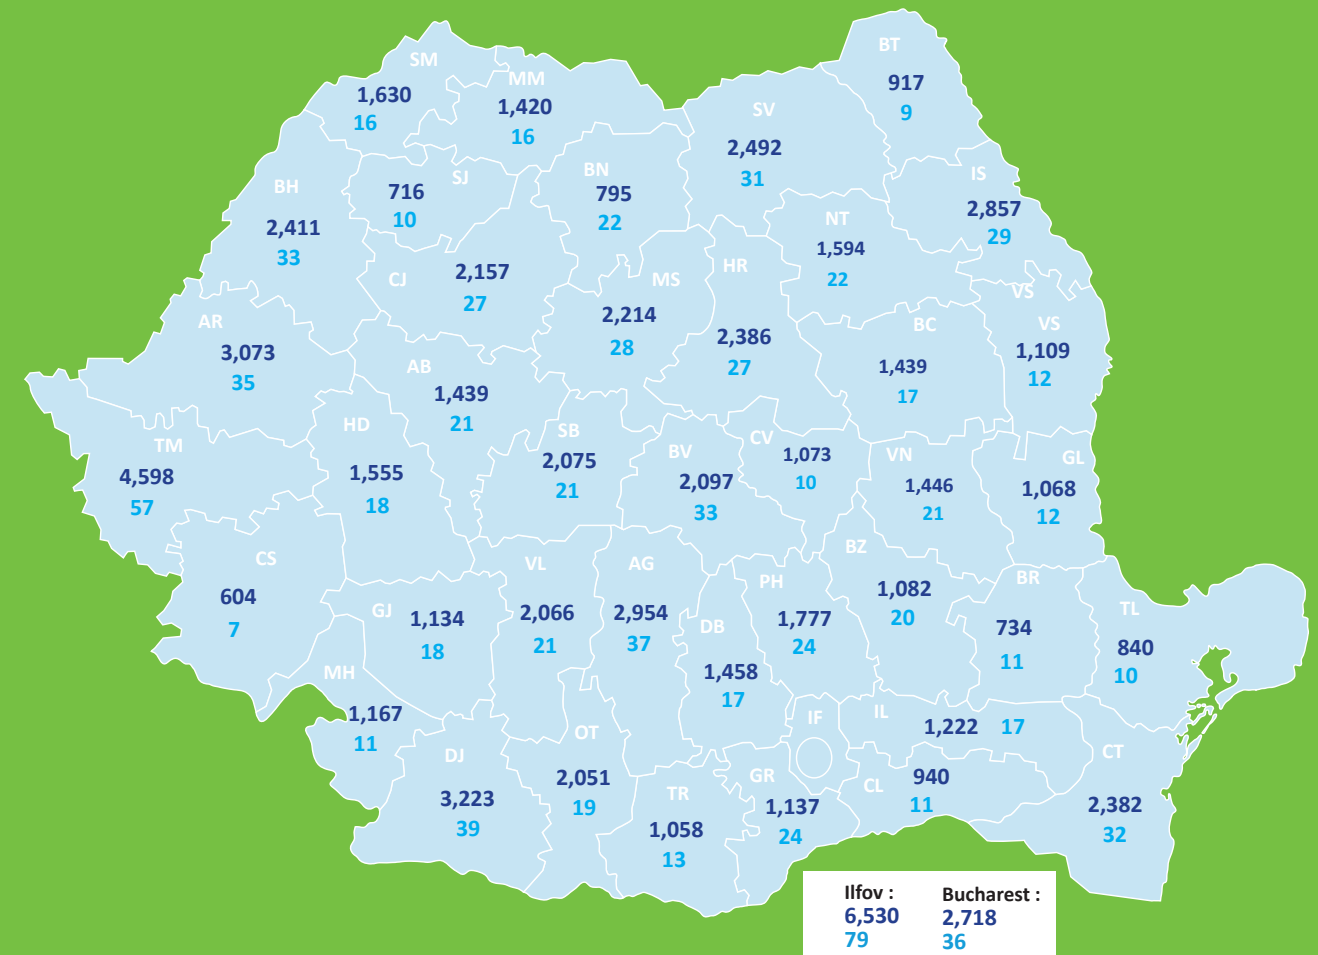 SM
1,630
16
MM
1,420
16
BT
917
9
SV
2,492
31
BH
2,411
33
SJ
716
10
BN
795
22
IS
2,857
29
NT
1,594
22
CJ
2,157
27
MS
2,214
28
HR
2,386
27
VS
VS
1,109
12
AR
3,073
35
BC
1,439
17
AB
1,439
21
TM
4,598
57
HD
1,555
18
SB
2,075
21
BV
2,097
33
CV
1,073
10
VN
1,446
21
GL
1,068
12
CS
604
7
GJ
1,134
18
VL
2,066
21
AG
2,954
37
DB
1,458
17
PH
1,777
24
BZ
1,082
20
BR
734
11
TL
840
10
MH
1,167
11
DJ
3,223
39
OT
2,051
19
TR
1,058
13
GR
1,137
24
IF
IL
1,222 17
CL
940
11
CT
2,382
32
Ilfov : Bucharest :
6,530 2,718
79 36